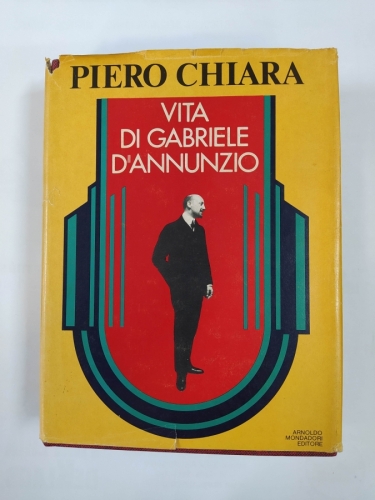 PIERO CHIARA
VITA
DI GABRIELE
D'ANNUNZIO
ARNOLDO
MONDADORI
EDITORE